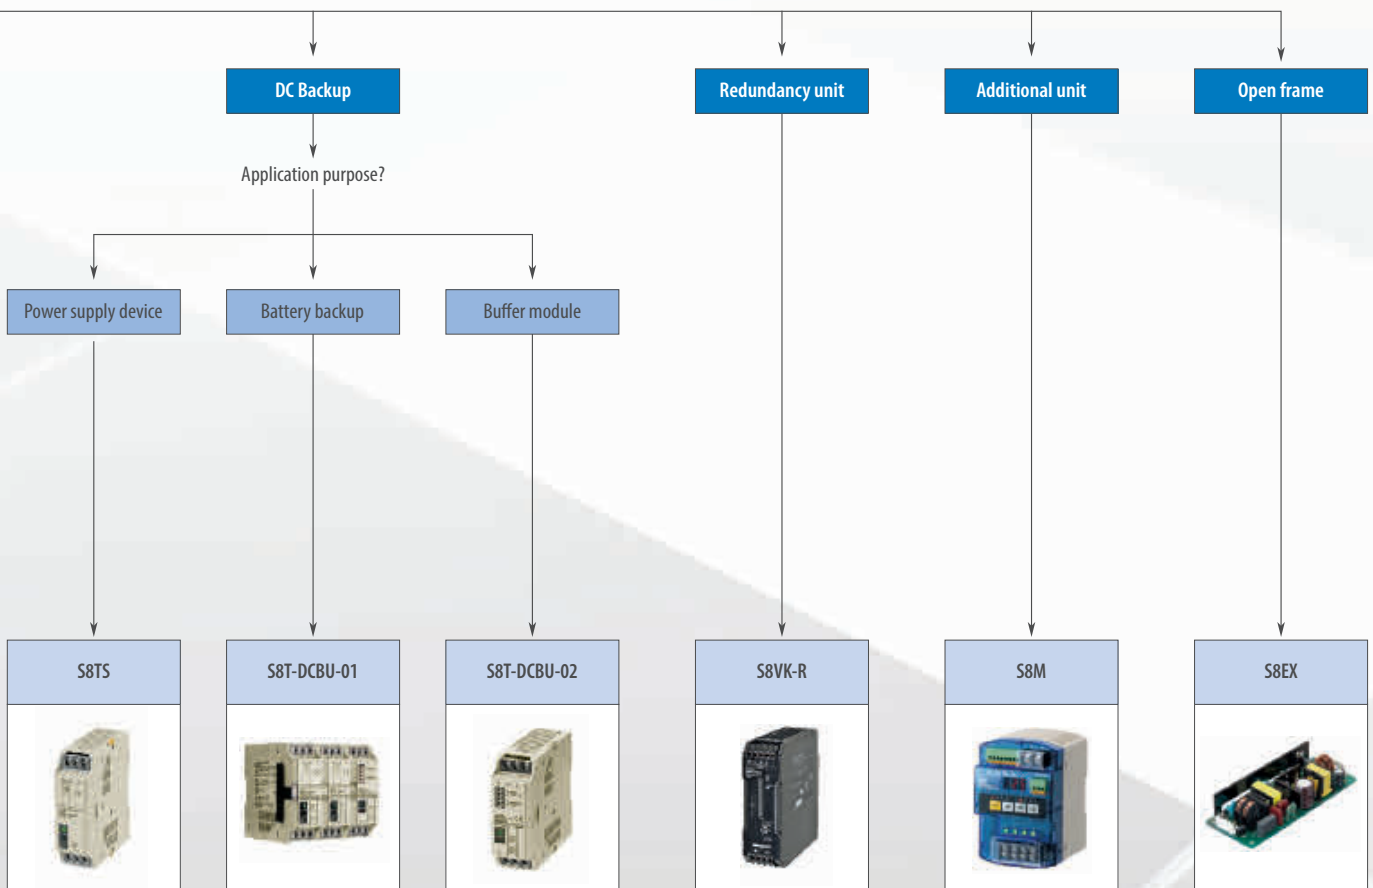 DC Backup
Redundancy unit
Additional unit
Open frame
Application purpose?
Power supply device
Battery backup
Buffer module
S8TS
S8T-DCBU-01
S8T-DCBU-02
S8VK-R
S8M
S8EX